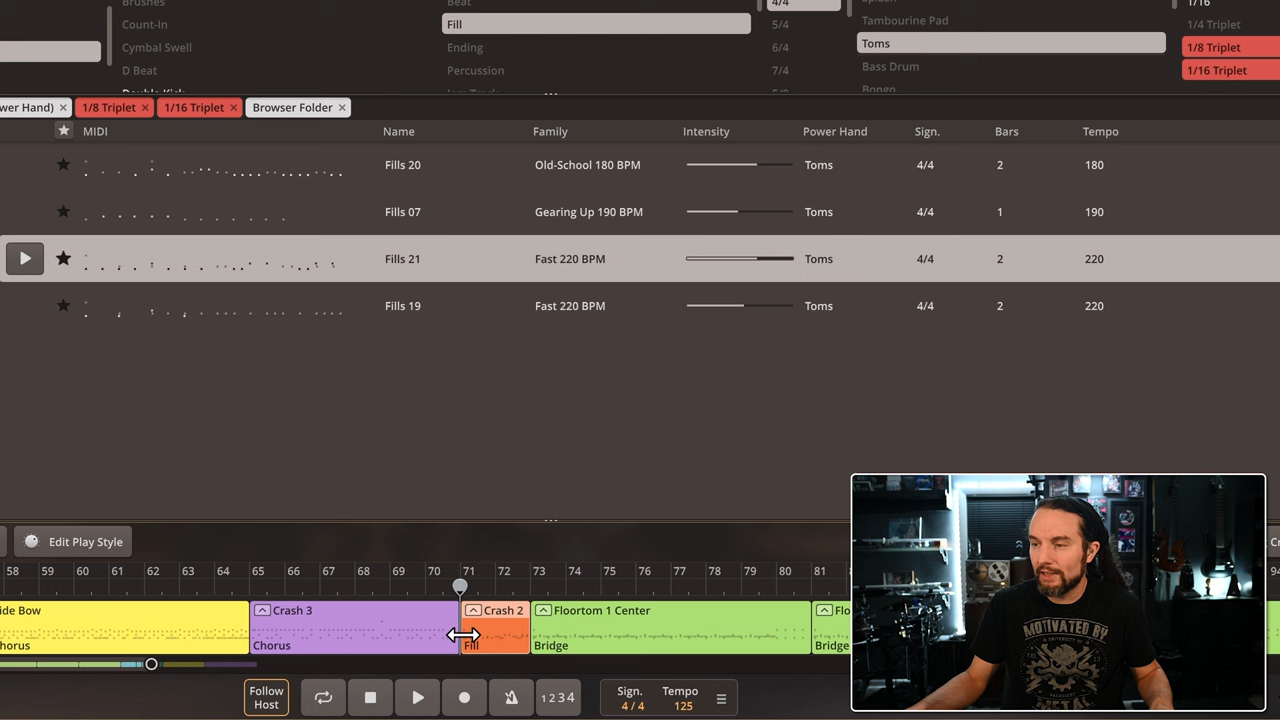 Brushes
Beat
4/4
Splash
1/16
Count-In
Fill
5/4
Tambourine Pad
1/4 Triplet
Cymbal Swell
Ending
6/4
Toms
1/8 Triplet
D Beat
Percussion
7/4
Bass Drum
1/16 Triplet
Double Kick
Jam Track
Bongo
wer Hand) × 1/8 Triplet × 1/16 Triplet × Browser Folder ×
MIDI Name Family Intensity Power Hand Sign. Bars Tempo
Fills 20 Old-School 180 BPM Toms 4/4 2 180
Fills 07 Gearing Up 190 BPM Toms 4/4 1 190
Fills 21 Fast 220 BPM Toms 4/4 2 220
Fills 19 Fast 220 BPM Toms 4/4 2 220
Edit Play Style
58 59 60 61 62 63 64 65 66 67 68 69 70 71 72 73 74 75 76 77 78 79 80 81 94
ide Bow Crash 3 Crash 2 Floortom 1 Center Flo
horus Chorus Fill Bridge Bridge
Follow
Host
1 2 3 4
Sign. Tempo
4 / 4 125
MOTIVATED BY
METAL